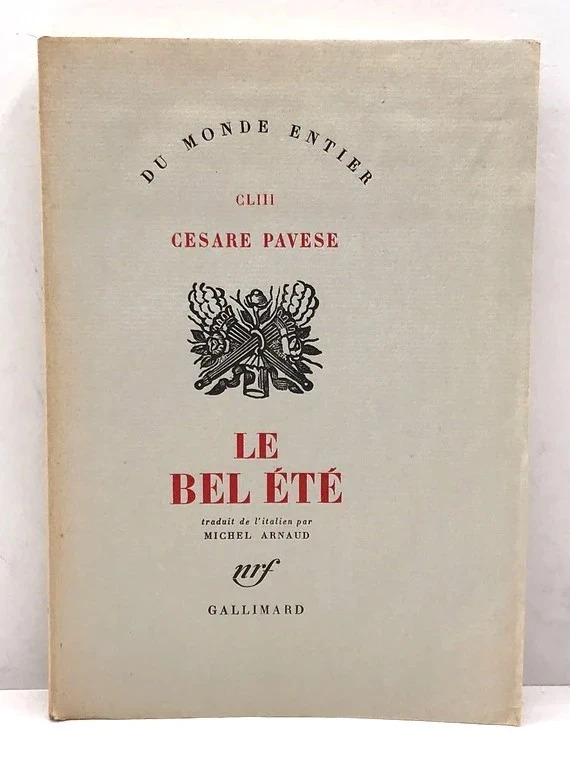 DU MONDE ENTIER
CLIII
CESARE PAVESE
LE
BEL ÉTÉ
traduit de l'italien par
MICHEL ARNAUD
nrf
GALLIMARD